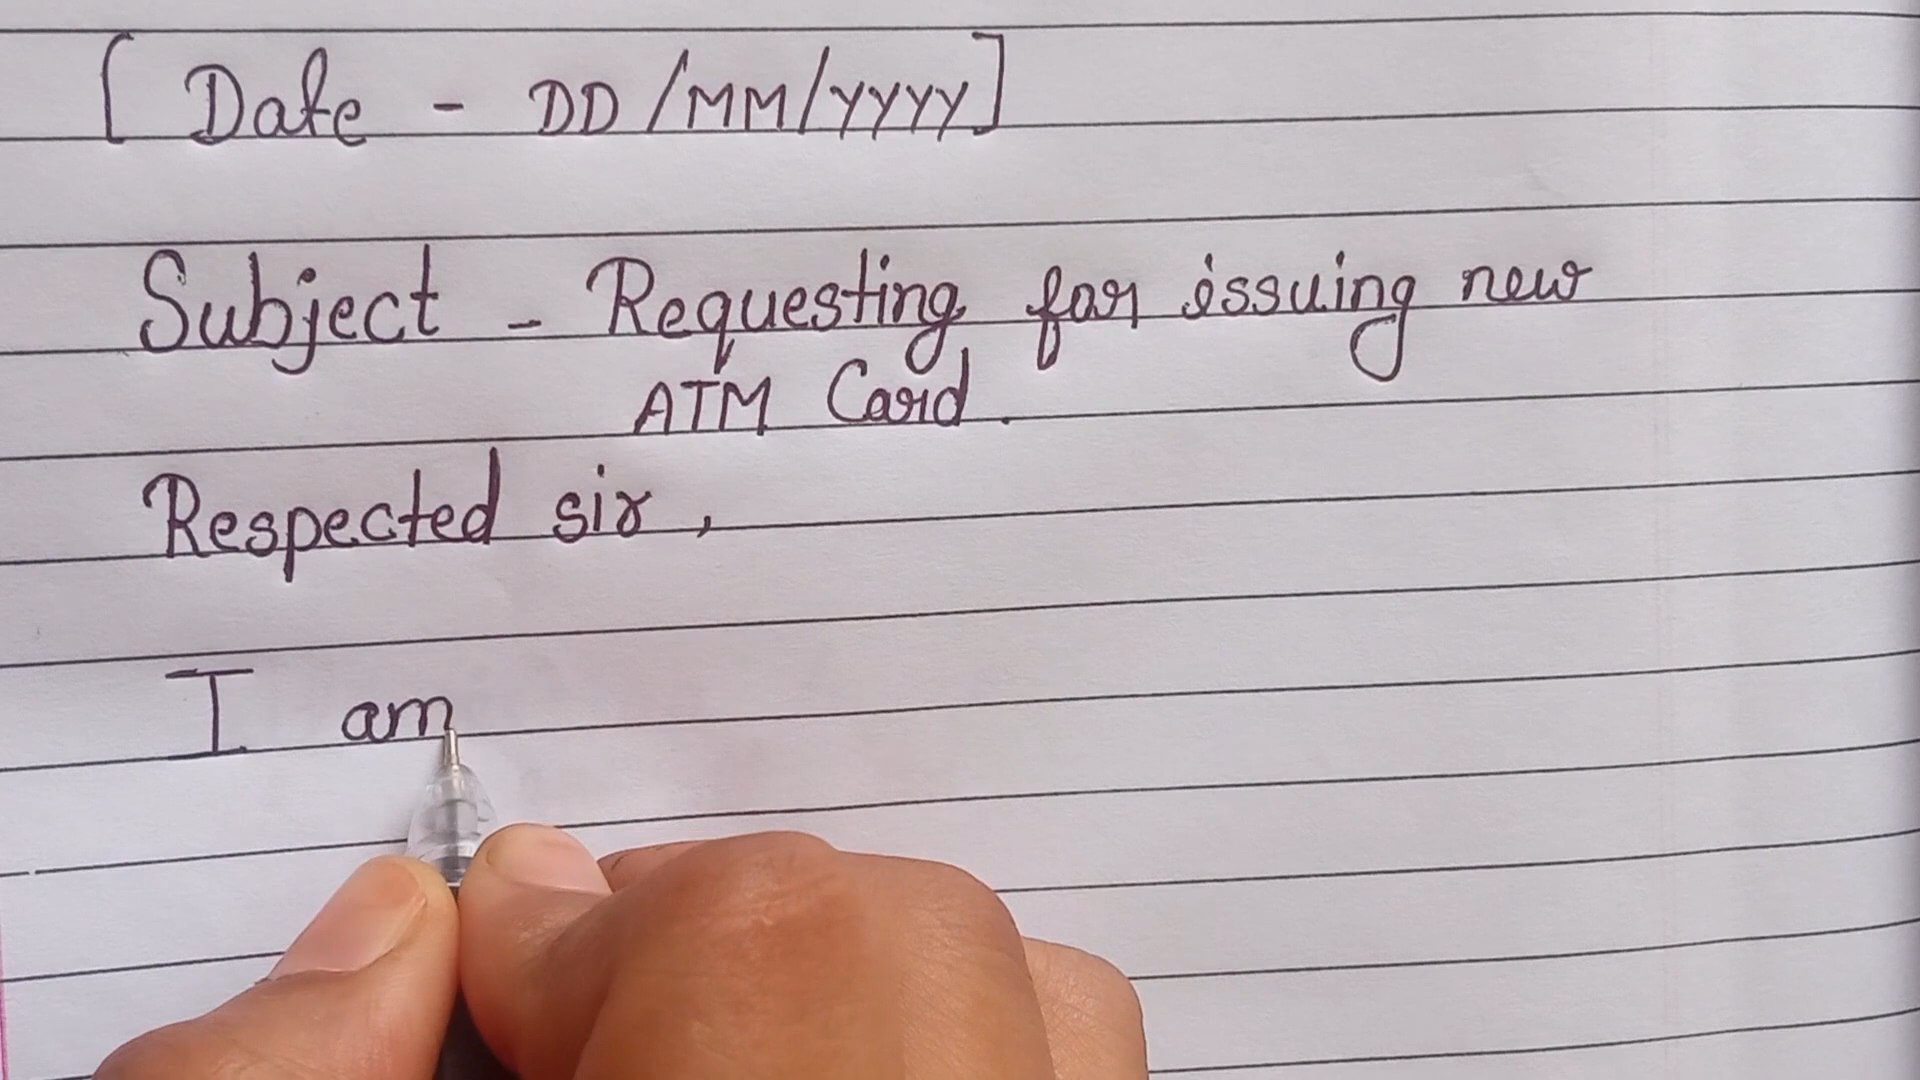 [ Date - DD/MM/YYYY]
Subject - Requesting for issuing new
ATM Card.
Respected sir,
I am